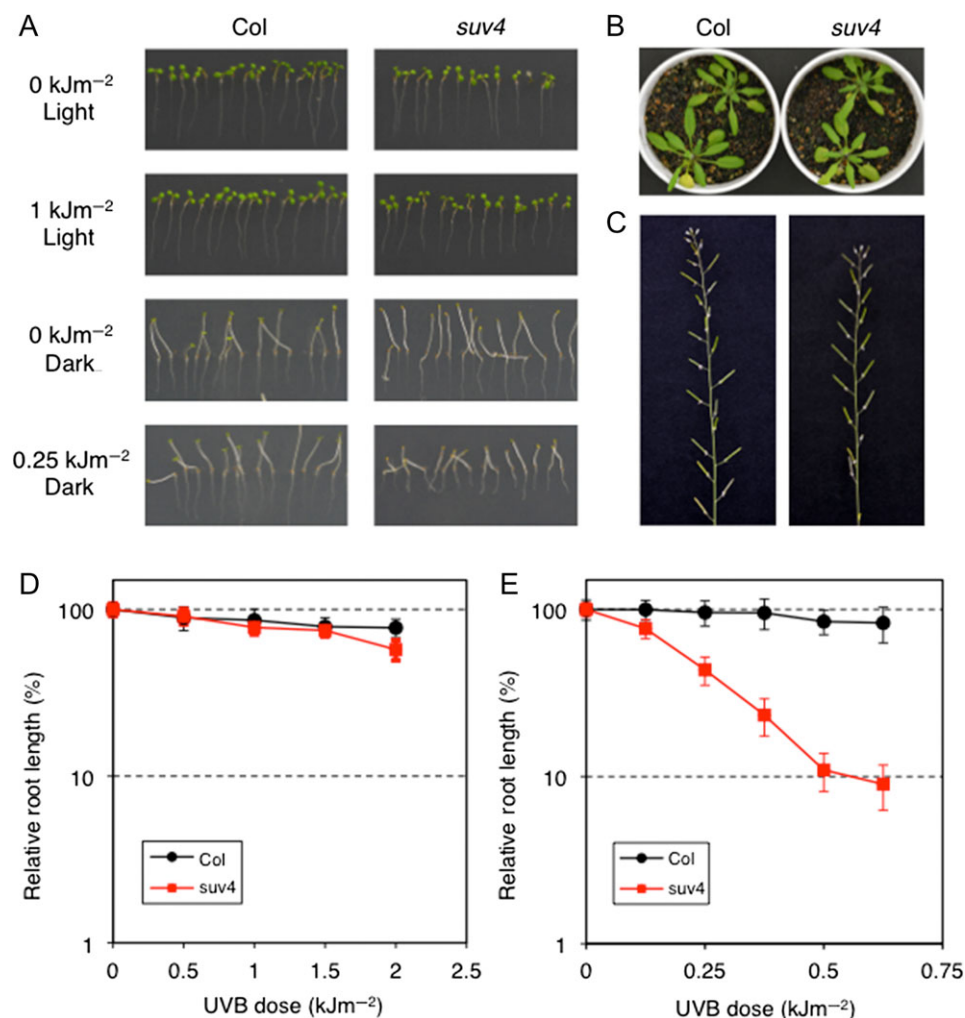 A
Col
suv4
0 kJm⁻²
Light
1 kJm⁻²
Light
0 kJm⁻²
Dark
0.25 kJm⁻²
Dark
B
Col
suv4
C
D
Relative root length (%)
100
10
1
Col
suv4
0 0.5 1 1.5 2 2.5
UVB dose (kJm⁻²)
E
Relative root length (%)
100
10
1
Col
suv4
0 0.25 0.5 0.75
UVB dose (kJm⁻²)